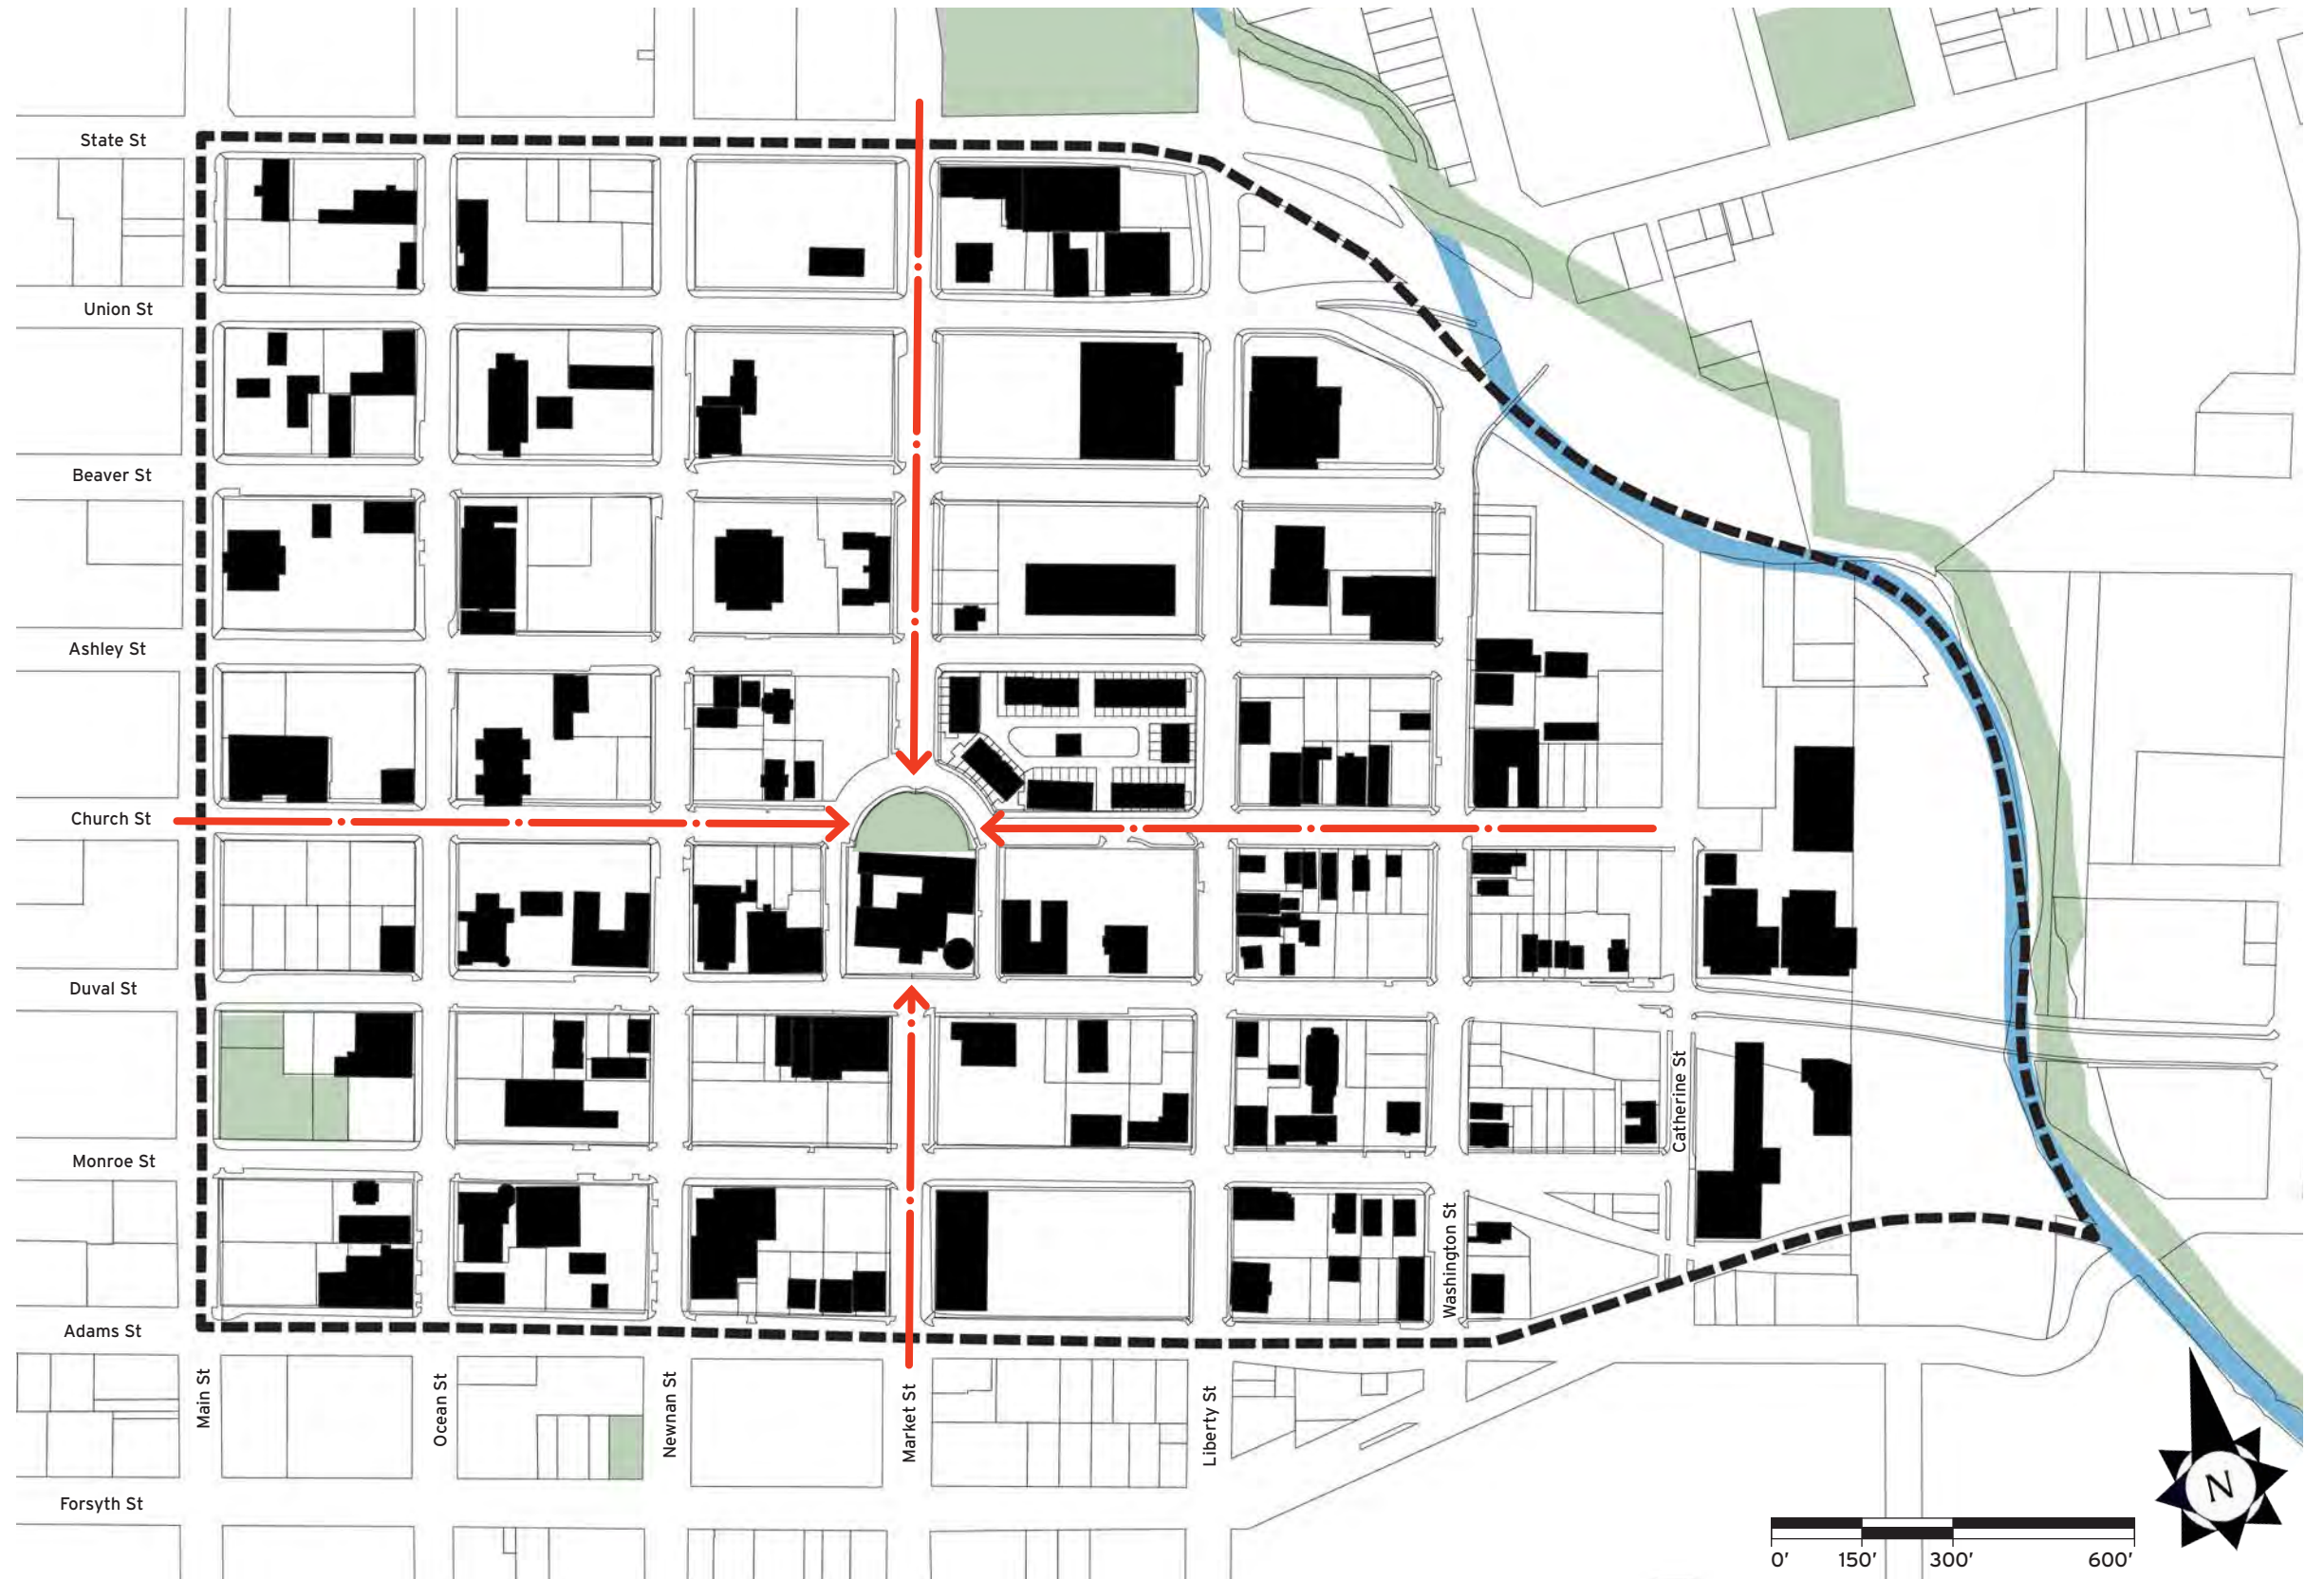 State St
Union St
Beaver St
Ashley St
Church St
Duval St
Monroe St
Adams St
Forsyth St
Main St
Ocean St
Newnan St
Market St
Liberty St
Washington St
Catherine St
N
0' 150' 300' 600'